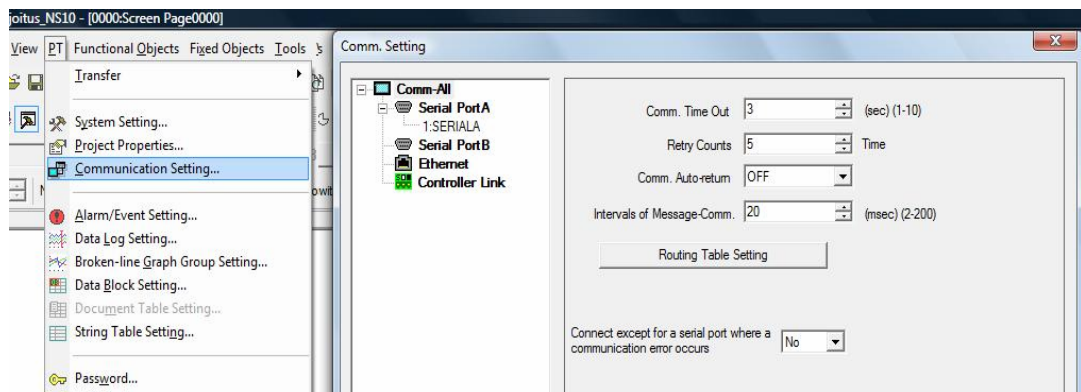 joitus_NS10 - [0000:Screen Page0000]
View PT Functional Objects Fixed Objects Tools
Transfer
System Setting...
Project Properties...
Communication Setting...
Alarm/Event Setting...
Data Log Setting...
Broken-line Graph Group Setting...
Data Block Setting...
Document Table Setting...
String Table Setting...
Password...
Comm. Setting
Comm-All
Serial PortA
1:SERIALA
Serial PortB
Ethernet
Controller Link
Comm. Time Out 3 (sec) (1-10)
Retry Counts 5 Time
Comm. Auto-return OFF
Intervals of Message-Comm. 20 (msec) (2-200)
Routing Table Setting
Connect except for a serial port where a
communication error occurs No